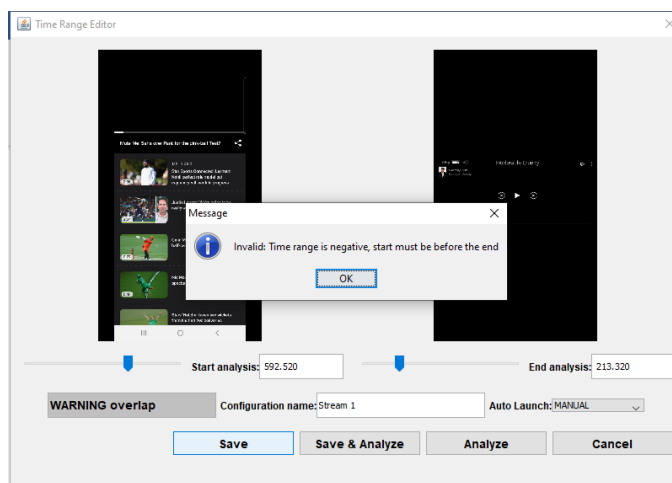 Time Range Editor
Message
Invalid: Time range is negative, start must be before the end
OK
Start analysis: 592.520
End analysis: 213.320
WARNING overlap
Configuration name: Stream 1
Auto Launch: MANUAL
Save
Save & Analyze
Analyze
Cancel